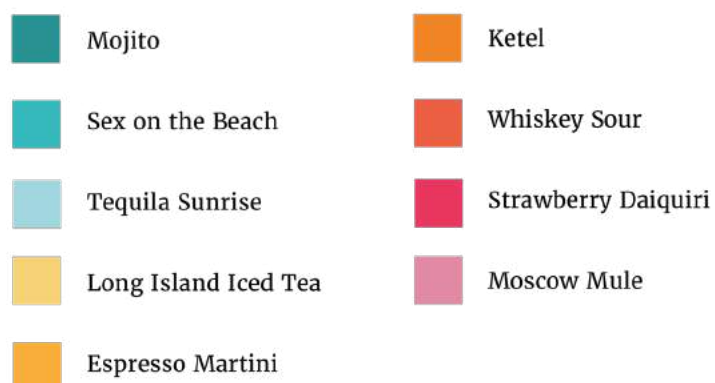 Mojito
Sex on the Beach
Tequila Sunrise
Long Island Iced Tea
Espresso Martini
Ketel
Whiskey Sour
Strawberry Daiquiri
Moscow Mule